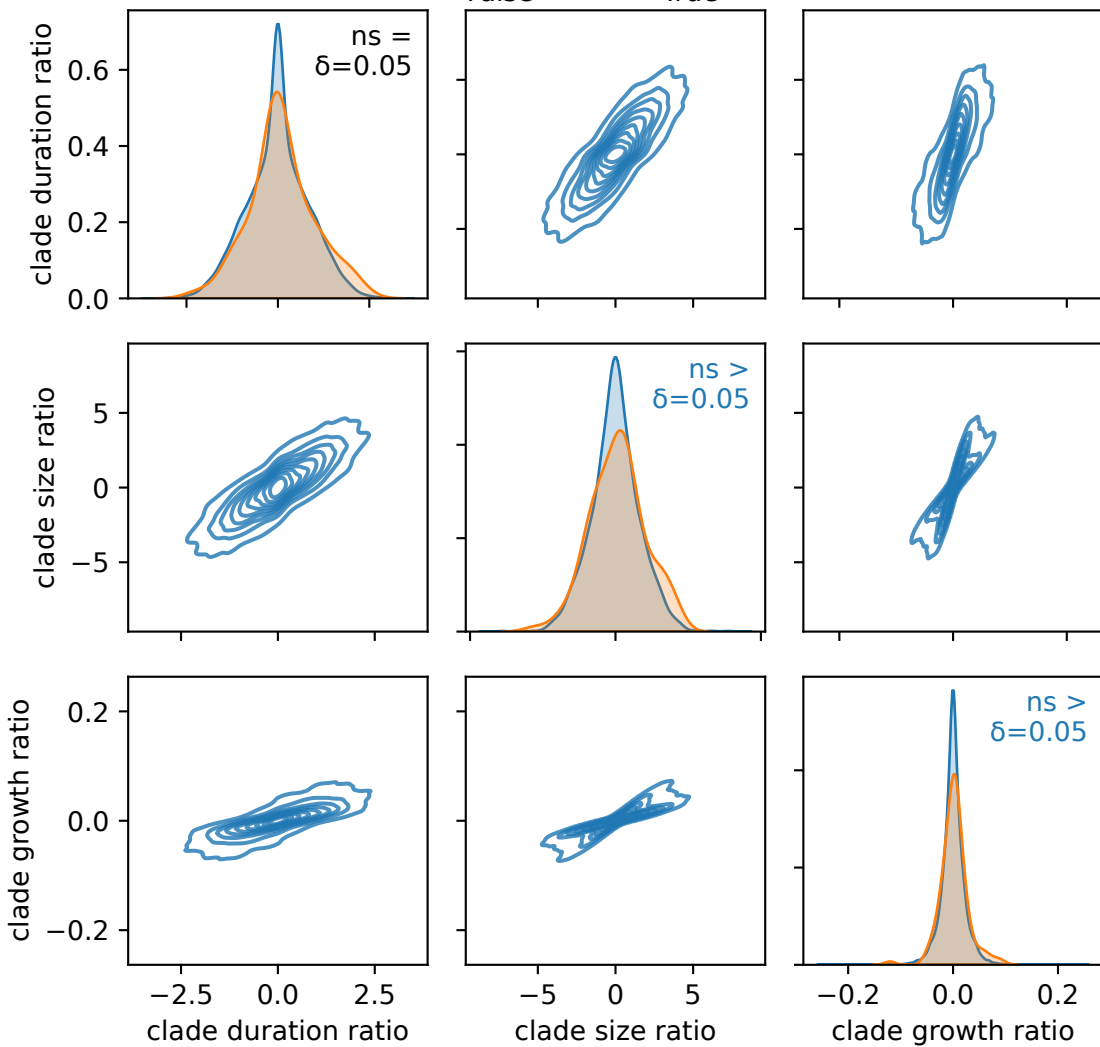 clade duration ratio
0.6
0.4
0.2
0.0
ns =
δ=0.05
clade size ratio
5
0
−5
ns >
δ=0.05
clade growth ratio
0.2
0.0
−0.2
ns >
δ=0.05
−2.5 0.0 2.5
−5 0 5
−0.2 0.0 0.2
clade duration ratio
clade size ratio
clade growth ratio